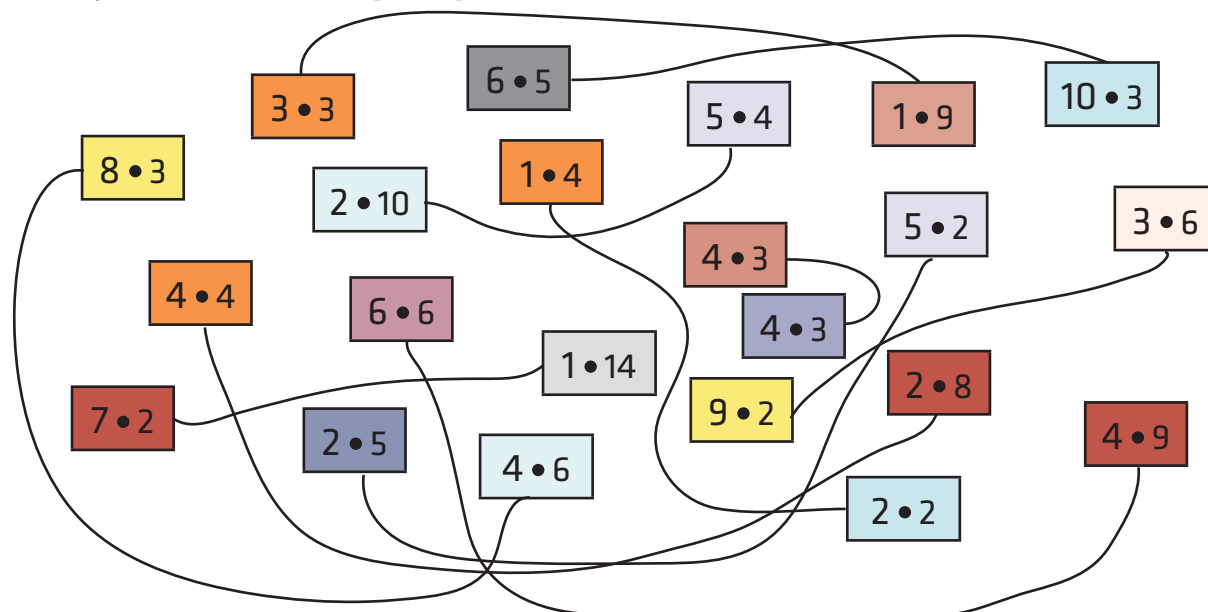 3 • 3
6 • 5
5 • 4
1 • 9
10 • 3
8 • 3
2 • 10
1 • 4
5 • 2
3 • 6
4 • 3
4 • 4
6 • 6
4 • 3
1 • 14
2 • 8
7 • 2
2 • 5
9 • 2
4 • 9
4 • 6
2 • 2